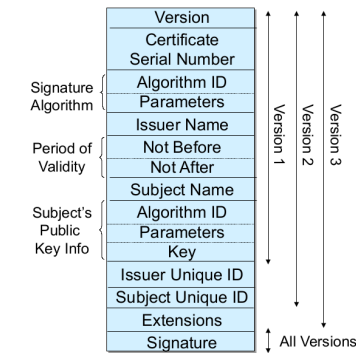 Version
Certificate
Serial Number
Signature
Algorithm
Algorithm ID
Parameters
Issuer Name
Period of
Validity
Not Before
Not After
Subject Name
Subject's
Public
Key Info
Algorithm ID
Parameters
Key
Issuer Unique ID
Subject Unique ID
Extensions
Signature
Version 1
Version 2
Version 3
All Versions